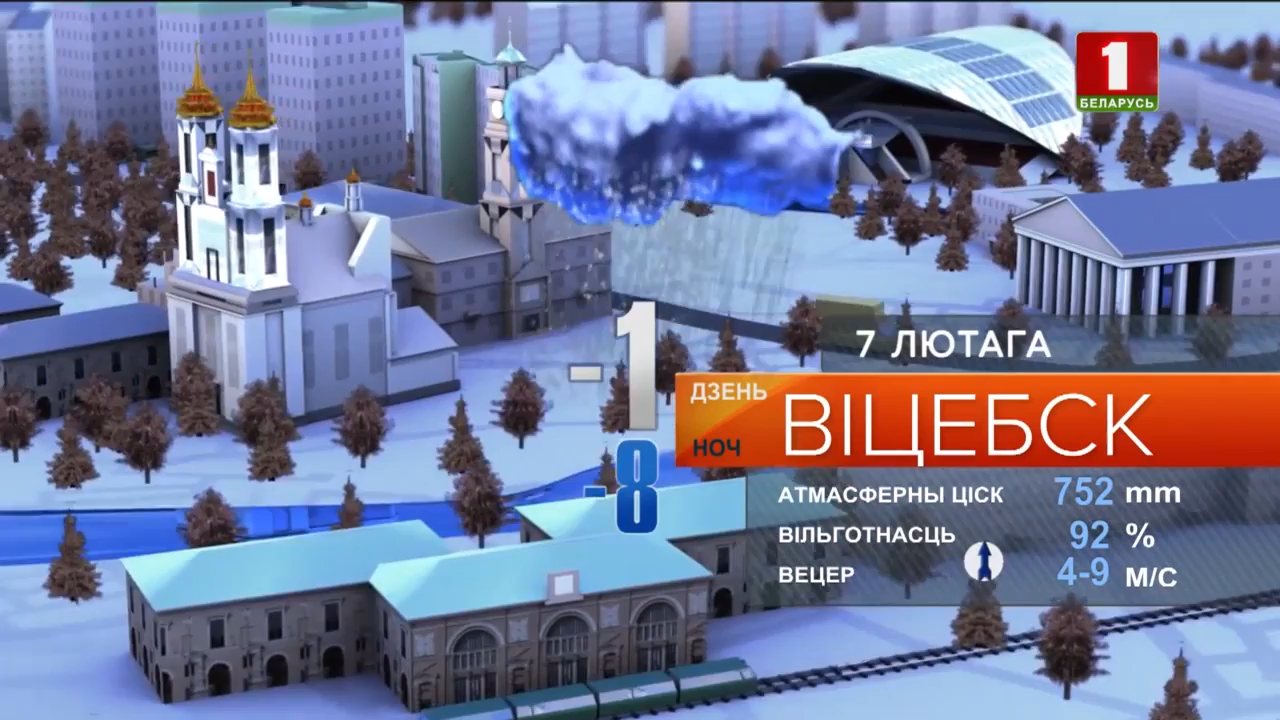 1
БЕЛАРУСЬ
7 ЛЮТАГА
-1
ДЗЕНЬ
ВІЦЕБСК
НОЧ
-8
АТМАСФЕРНЫ ЦІСК 752 mm
ВІЛЬГОТНАСЦЬ 92 %
ВЕЦЕР 4-9 М/С